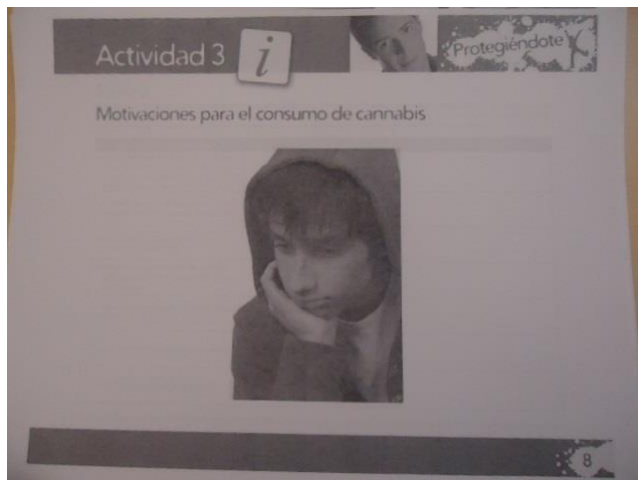 Actividad 3
i
Protegiéndote
Motivaciones para el consumo de cannabis
8